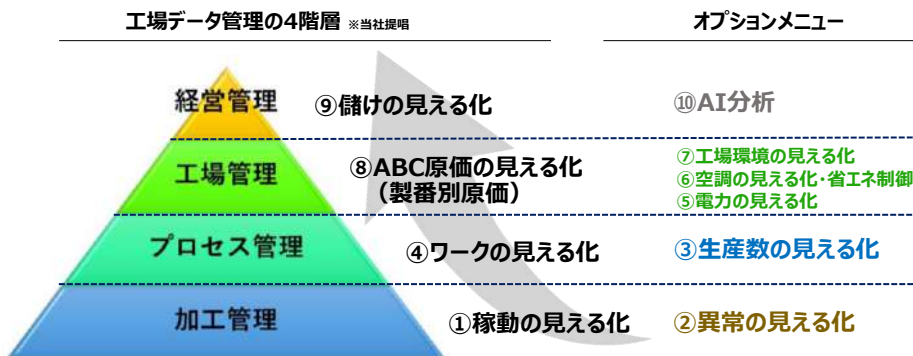 工場データ管理の4階層 ※当社提唱
オプションメニュー
経営管理
⑨儲けの見える化
⑩AI分析
工場管理
⑧ABC原価の見える化
（製番別原価）
⑦工場環境の見える化
⑥空調の見える化・省エネ制御
⑤電力の見える化
プロセス管理
④ワークの見える化
③生産数の見える化
加工管理
①稼動の見える化
②異常の見える化